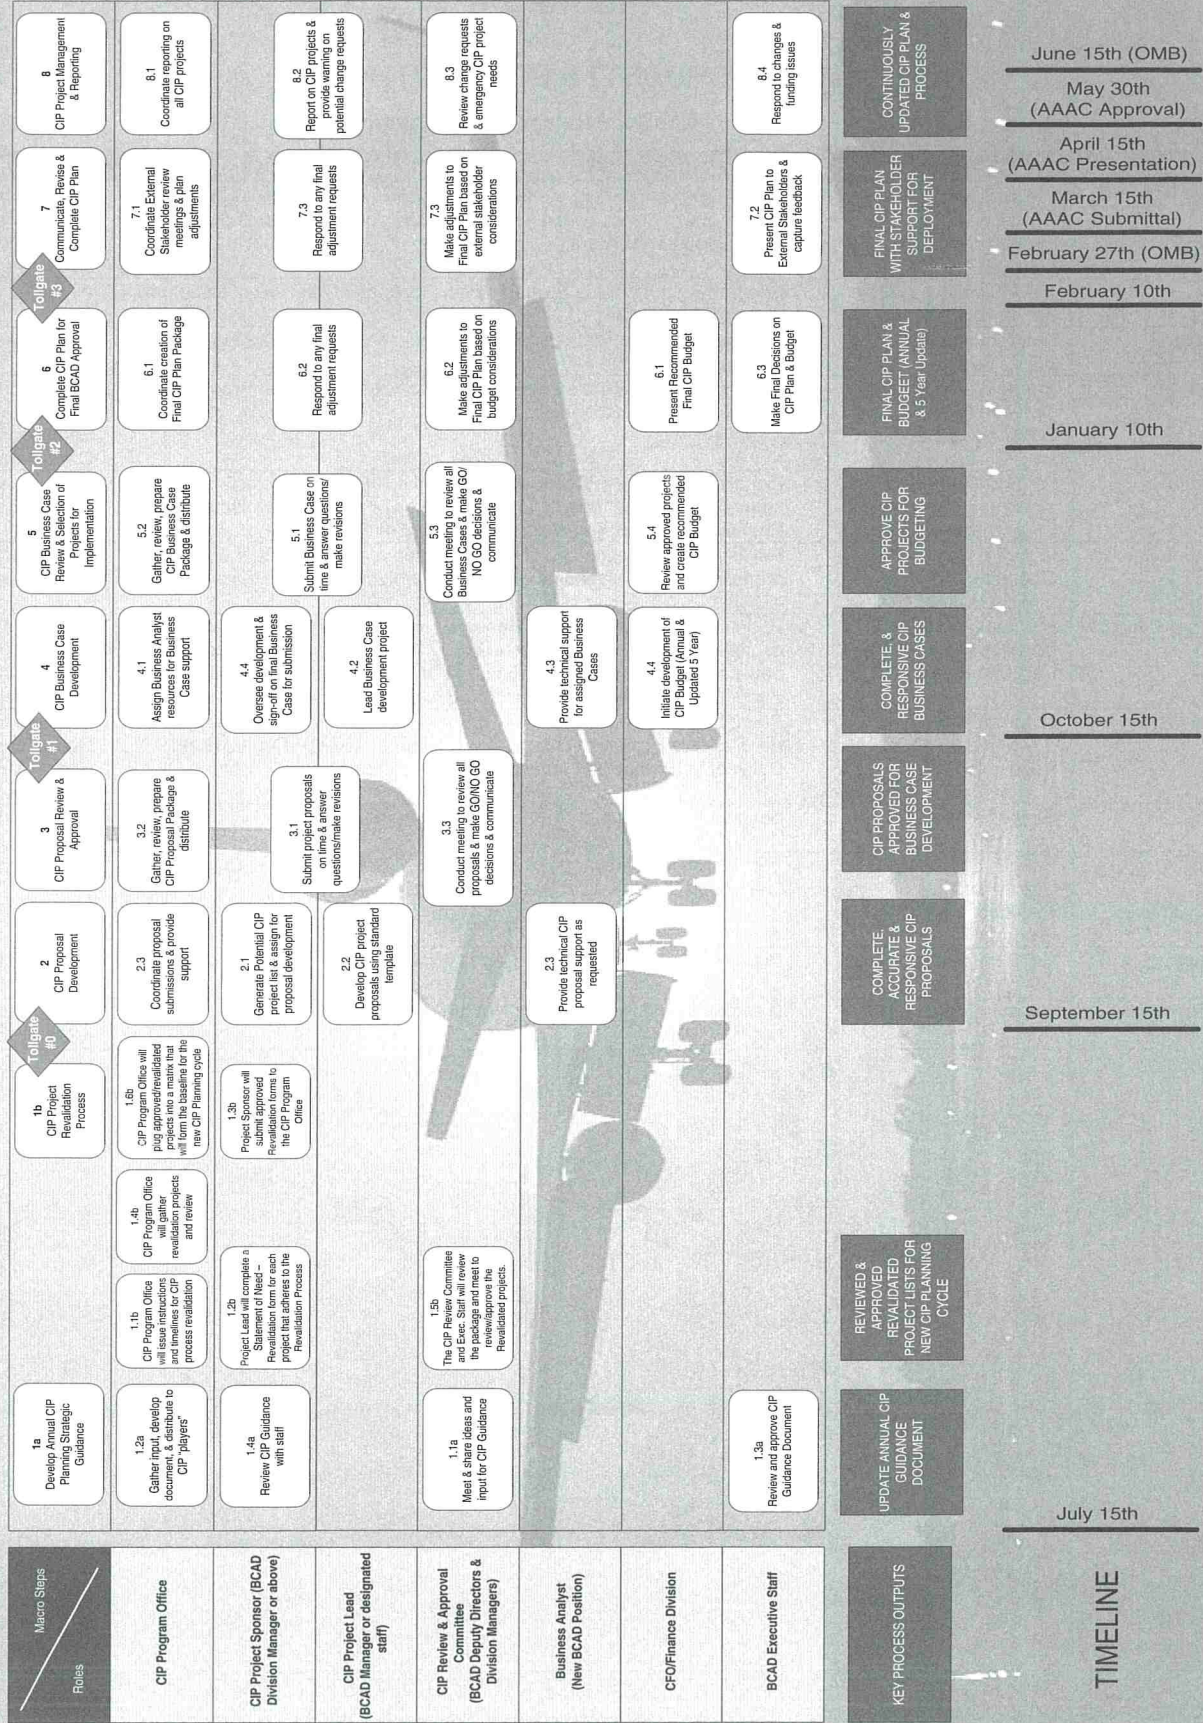 Macro Steps
Roles
1a
Develop Annual CIP
Planning Strategic
Guidance
1b
CIP Project
Revalidation
Process
Tollgate
#0
2
CIP Proposal
Development
3
CIP Proposal Review &
Approval
Tollgate
#1
4
CIP Business Case
Development
5
CIP Business Case
Review & Selection of
Projects for
Implementation
Tollgate
#2
6
Complete CIP Plan for
Final BCAD Approval
Tollgate
#3
7
Communicate, Revise &
Complete CIP Plan
8
CIP Project Management
& Reporting
CIP Program Office
1.2a
Gather input, develop
document, & distribute to
CIP "players"
1.1b
CIP Program Office
will issue instructions
and timelines for CIP
process revalidation
1.4b
CIP Program Office
will gather
revalidation projects
and review
1.6b
CIP Program Office will
plug approved/revalidated
projects into a matrix that
will form the baseline for the
new CIP Planning cycle
2.3
Coordinate proposal
submissions & provide
support
3.2
Gather, review, prepare
CIP Proposal Package &
distribute
4.1
Assign Business Analyst
resources for Business
Case support
5.2
Gather, review, prepare
CIP Business Case
Package & distribute
6.1
Coordinate creation of
Final CIP Plan Package
7.1
Coordinate External
Stakeholder review
meetings & plan
adjustments
8.1
Coordinate reporting on
all CIP projects
CIP Project Sponsor (BCAD
Division Manager or above)
1.4a
Review CIP Guidance
with staff
1.2b
Project Lead will complete a
Statement of Need –
Revalidation form for each
project that adheres to the
Revalidation Process
1.3b
Project Sponsor will
submit approved
Revalidation forms to
the CIP Program
Office
2.1
Generate Potential CIP
project list & assign for
proposal development
3.1
Submit project proposals
on time & answer
questions/make revisions
4.4
Oversee development &
sign-off on final Business
Case for submission
5.1
Submit Business Case on
time & answer questions/
make revisions
6.2
Respond to any final
adjustment requests
7.3
Respond to any final
adjustment requests
8.2
Report on CIP projects &
provide warning on
potential change requests
CIP Project Lead
(BCAD Manager or designated
staff)
2.2
Develop CIP project
proposals using standard
template
4.2
Lead Business Case
development project
CIP Review & Approval
Committee
(BCAD Deputy Directors &
Division Managers)
1.1a
Meet & share ideas and
input for CIP Guidance
1.5b
The CIP Review Committee
and Exec. Staff will review
the package and meet to
review/approve the
Revalidated projects.
3.3
Conduct meeting to review all
proposals & make GO/NO GO
decisions & communicate
5.3
Conduct meeting to review all
Business Cases & make GO/
NO GO decisions &
communicate
6.2
Make adjustments to
Final CIP Plan based on
budget considerations
7.3
Make adjustments to
Final CIP Plan based on
external stakeholder
considerations
8.3
Review change requests
& emergency CIP project
needs
Business Analyst
(New BCAD Position)
2.3
Provide technical CIP
proposal support as
requested
4.3
Provide technical support
for assigned Business
Cases
CFO/Finance Division
4.4
Initiate development of
CIP Budget (Annual &
Updated 5 Year)
5.4
Review approved projects
and create recommended
CIP Budget
6.1
Present Recommended
Final CIP Budget
BCAD Executive Staff
1.3a
Review and approve CIP
Guidance Document
6.3
Make Final Decisions on
CIP Plan & Budget
7.2
Present CIP Plan to
External Stakeholders &
capture feedback
8.4
Respond to changes &
funding issues
KEY PROCESS OUTPUTS
UPDATE ANNUAL CIP
GUIDANCE
DOCUMENT
REVIEWED &
APPROVED
REVALIDATED
PROJECT LISTS FOR
NEW CIP PLANNING
CYCLE
COMPLETE,
ACCURATE &
RESPONSIVE CIP
PROPOSALS
CIP PROPOSALS
APPROVED FOR
BUSINESS CASE
DEVELOPMENT
COMPLETE, &
RESPONSIVE CIP
BUSINESS CASES
APPROVE CIP
PROJECTS FOR
BUDGETING
FINAL CIP PLAN &
BUDGEET (ANNUAL
& 5 Year Update)
FINAL CIP PLAN
WITH STAKEHOLDER
SUPPORT FOR
DEPLOYMENT
CONTINUOUSLY
UPDATED CIP PLAN &
PROCESS
TIMELINE
July 15th
September 15th
October 15th
January 10th
February 10th
February 27th (OMB)
March 15th
(AAAC Submittal)
April 15th
(AAAC Presentation)
May 30th
(AAAC Approval)
June 15th (OMB)